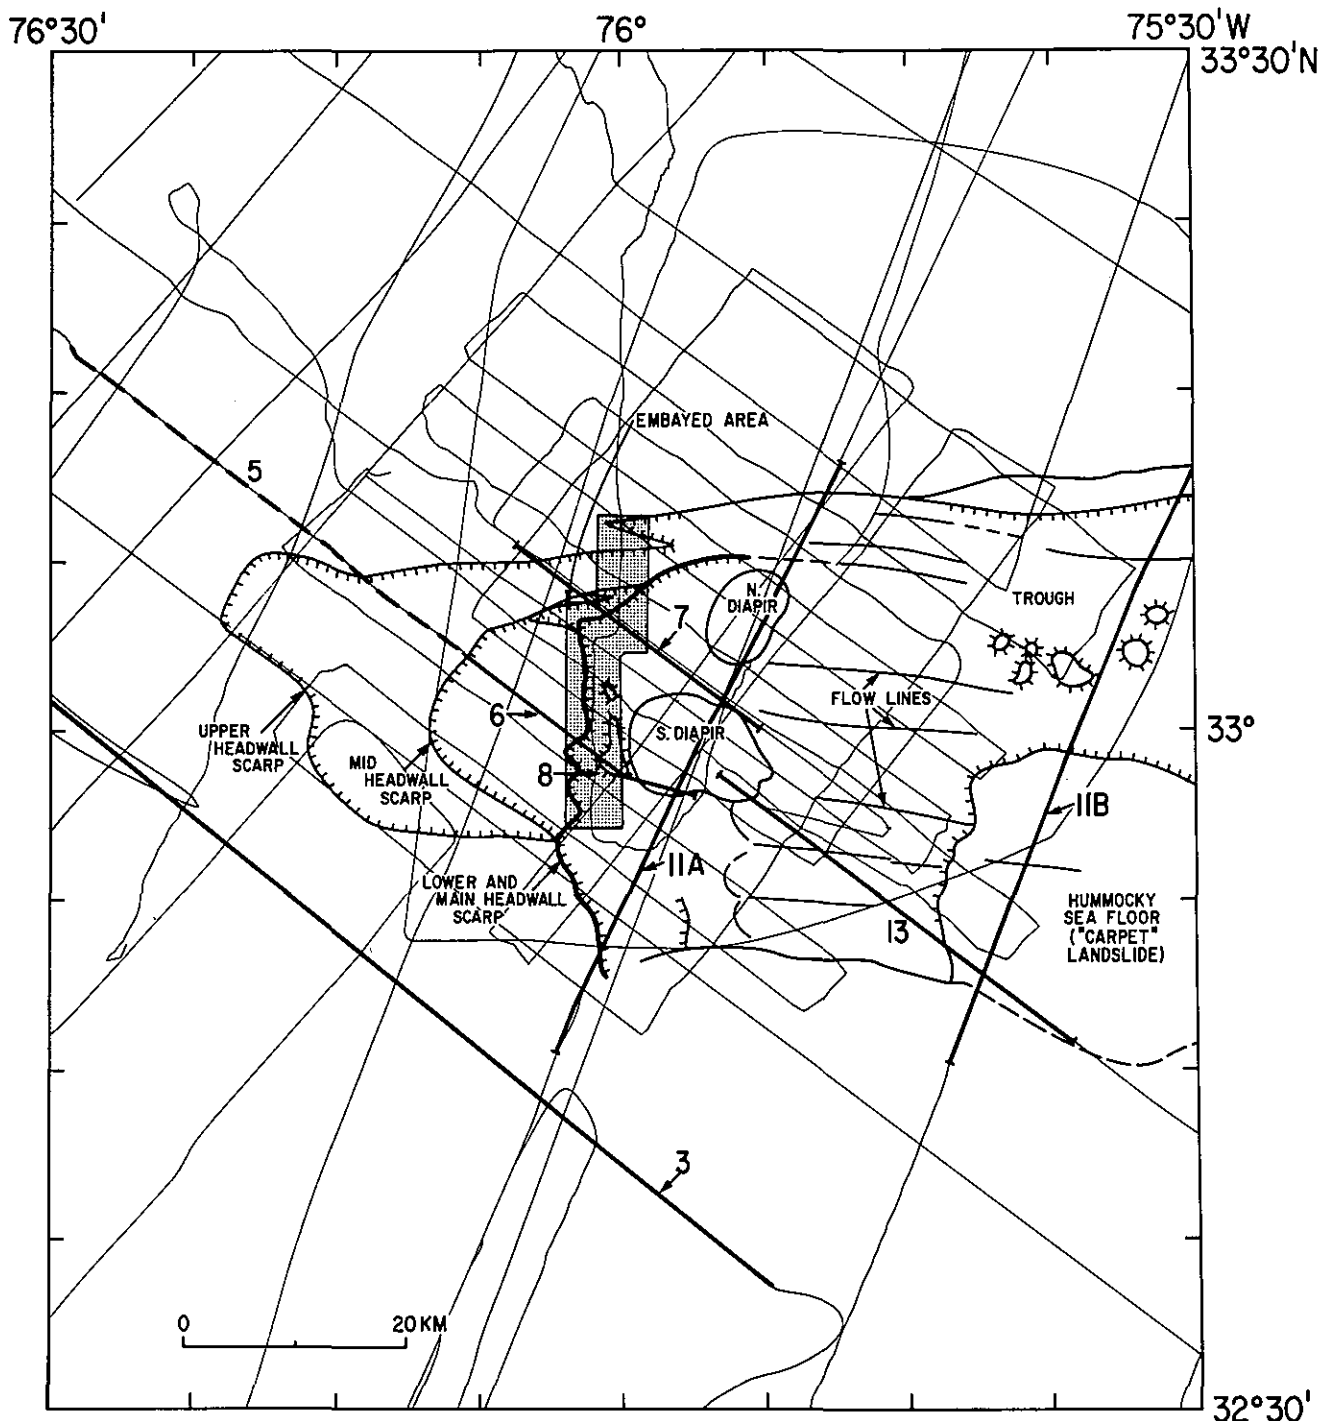 76°30'
76°
75°30'W
33°30'N
EMBAYED AREA
5
N.
DIAPIR
7
TROUGH
UPPER
HEADWALL
SCARP
6
S. DIAPIR
FLOW LINES
33°
MID
HEADWALL
SCARP
8
11B
11A
LOWER AND
MAIN HEADWALL
SCARP
13
HUMMOCKY
SEA FLOOR
("CARPET"
LANDSLIDE)
3
0
20 KM
32°30'